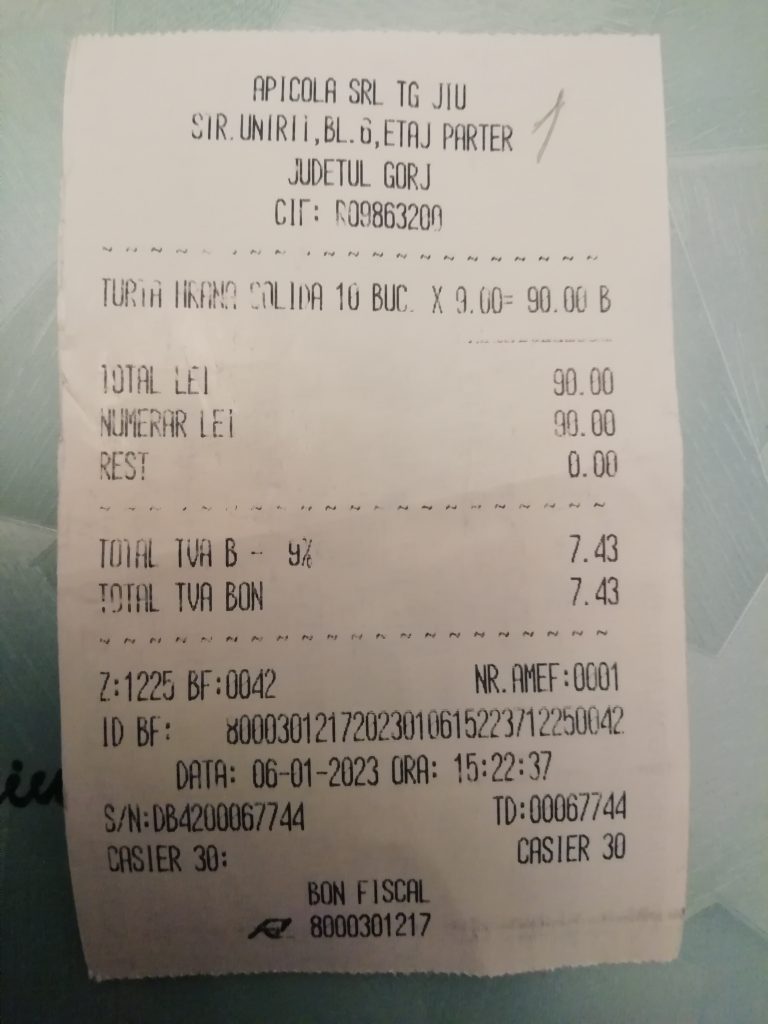 APICOLA SRL TG JIU
STR.UNIRII,BL.6,ETAJ PARTER
1
JUDETUL GORJ
CIF: RO9863200
TURTA HRANA SOLIDA 10 BUC. X 9.00= 90.00 B
TOTAL LEI 90.00
NUMERAR LEI 90.00
REST 0.00
TOTAL TVA B - 9% 7.43
TOTAL TVA BON 7.43
Z:1225 BF:0042 NR.AMEF:0001
ID BF: 80003012172023010615223712250042
DATA: 06-01-2023 ORA: 15:22:37
S/N:DB4200067744 TD:00067744
CASIER 30: CASIER 30
BON FISCAL
8000301217